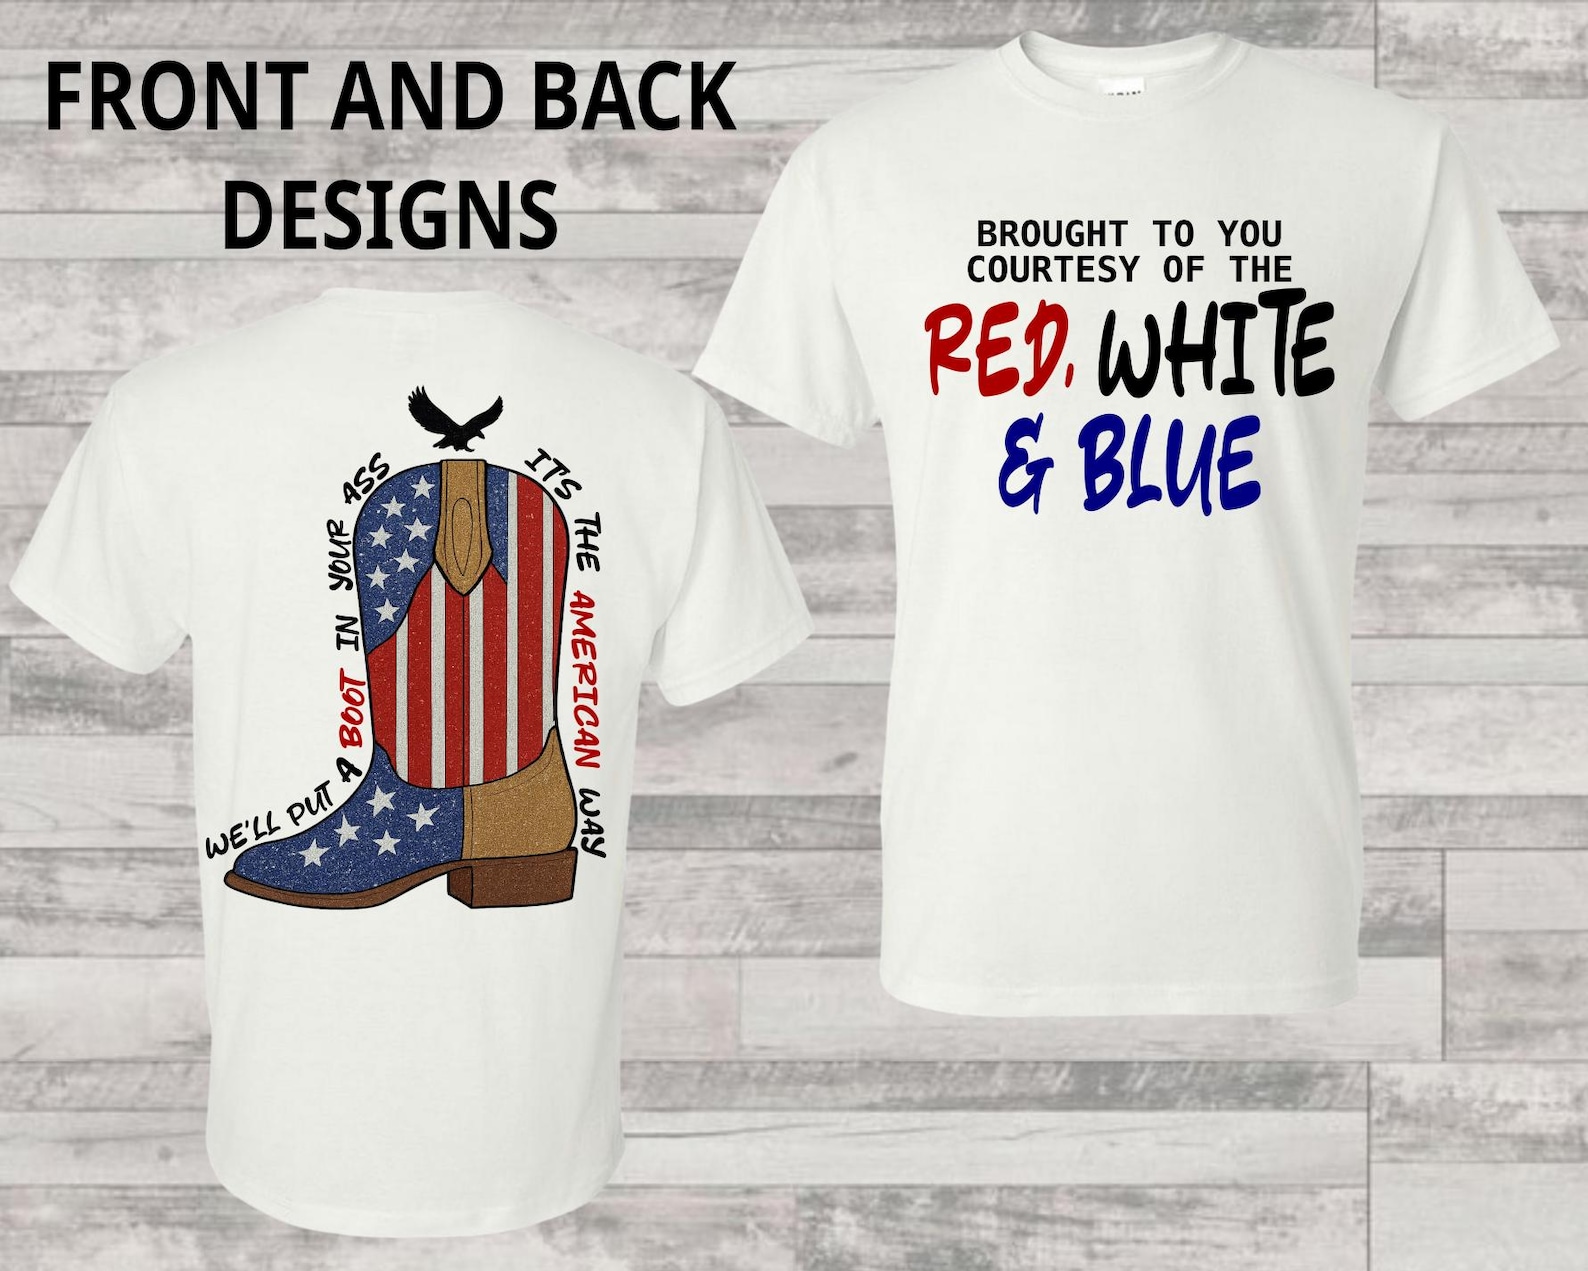 FRONT AND BACK
DESIGNS
BROUGHT TO YOU
COURTESY OF THE
RED, WHITE
& BLUE
WE'LL PUT A BOOT IN YOUR ASS
IT'S THE AMERICAN WAY